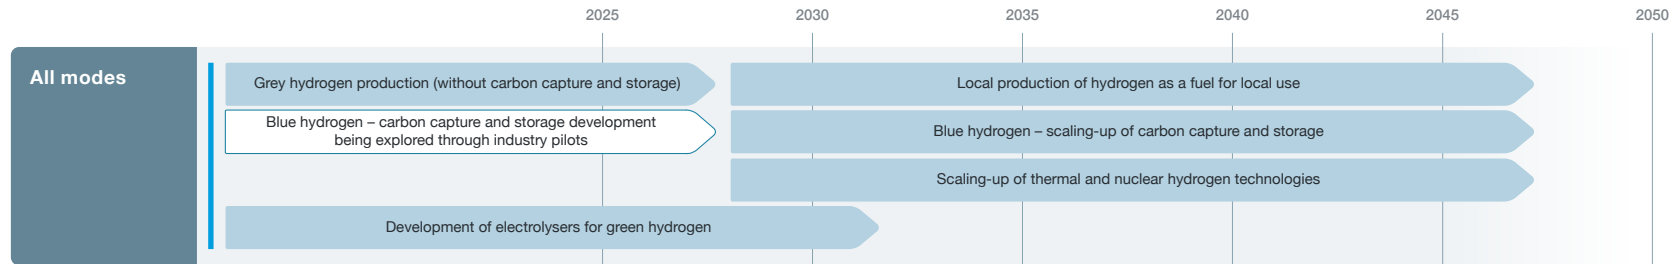 2025 2030 2035 2040 2045 2050
All modes
Grey hydrogen production (without carbon capture and storage)
Local production of hydrogen as a fuel for local use
Blue hydrogen – carbon capture and storage development
being explored through industry pilots
Blue hydrogen – scaling-up of carbon capture and storage
Scaling-up of thermal and nuclear hydrogen technologies
Development of electrolysers for green hydrogen